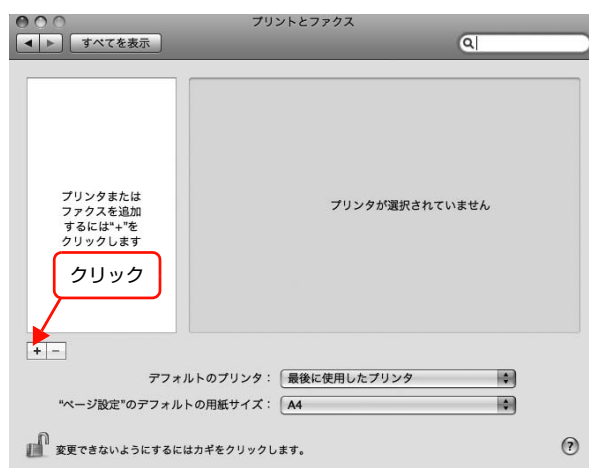 プリントとファクス
すべてを表示
プリンタまたは
ファクスを追加
するには“+”を
クリックします
プリンタが選択されていません
クリック
+ −
デフォルトのプリンタ： 最後に使用したプリンタ
“ページ設定”のデフォルトの用紙サイズ： A4
変更できないようにするにはカギをクリックします。 ?